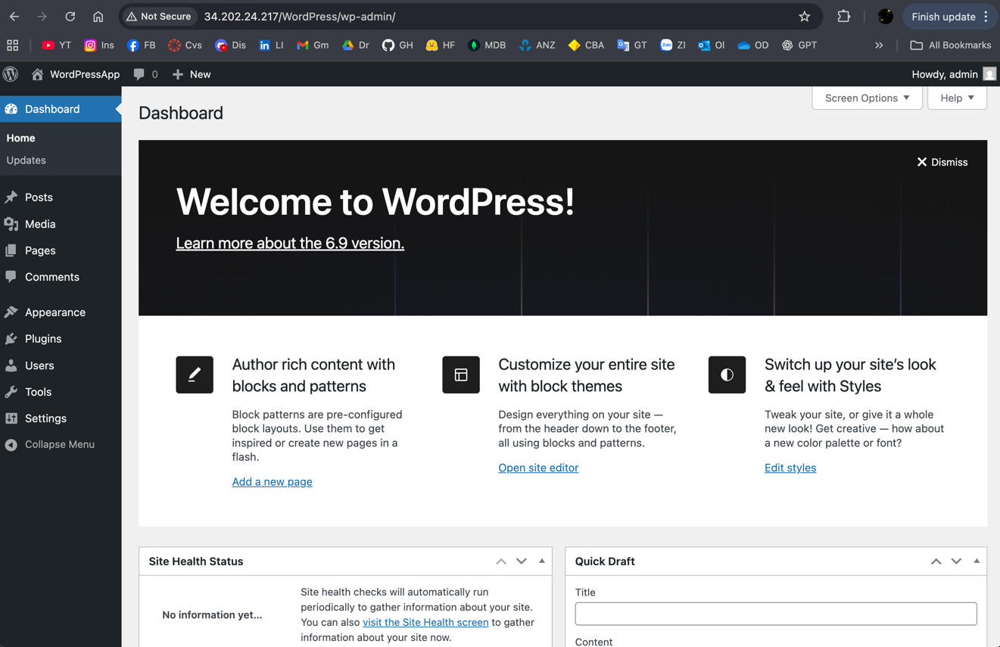 Not Secure 34.202.24.217/WordPress/wp-admin/ Finish update
YT Ins FB Cvs Dis LI Gm Dr GH HF MDB ANZ CBA GT Zalo ZI OI OD GPT All Bookmarks
WordPressApp 0 New Howdy, admin
Screen Options Help
Dashboard
Home
Updates
Posts
Media
Pages
Comments
Appearance
Plugins
Users
Tools
Settings
Collapse Menu
Dashboard
Dismiss
Welcome to WordPress!
Learn more about the 6.9 version.
Author rich content with
blocks and patterns
Block patterns are pre-configured
block layouts. Use them to get
inspired or create new pages in a
flash.
Add a new page
Customize your entire site
with block themes
Design everything on your site —
from the header down to the footer,
all using blocks and patterns.
Open site editor
Switch up your site’s look
& feel with Styles
Tweak your site, or give it a whole
new look! Get creative — how about
a new color palette or font?
Edit styles
Site Health Status
No information yet...
Site health checks will automatically run
periodically to gather information about your site.
You can also visit the Site Health screen to gather
information about your site now.
Quick Draft
Title
Content